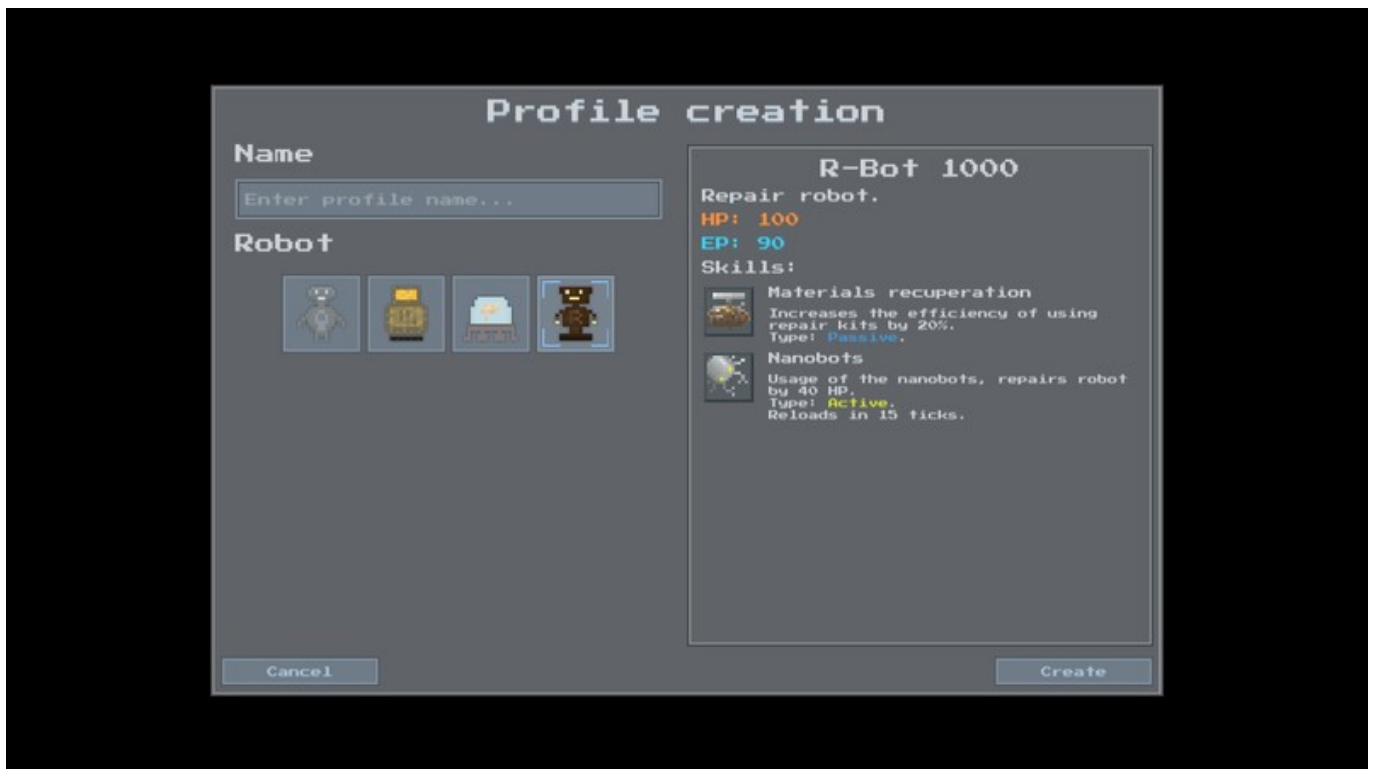 Profile creation
Name
Enter profile name...
Robot
R-Bot 1000
Repair robot.
HP: 100
EP: 90
Skills:
Materials recuperation
Increases the efficiency of using
repair kits by 20%.
Type: Passive.
Nanobots
Usage of the nanobots, repairs robot
by 40 HP.
Type: Active.
Reloads in 15 ticks.
Cancel
Create